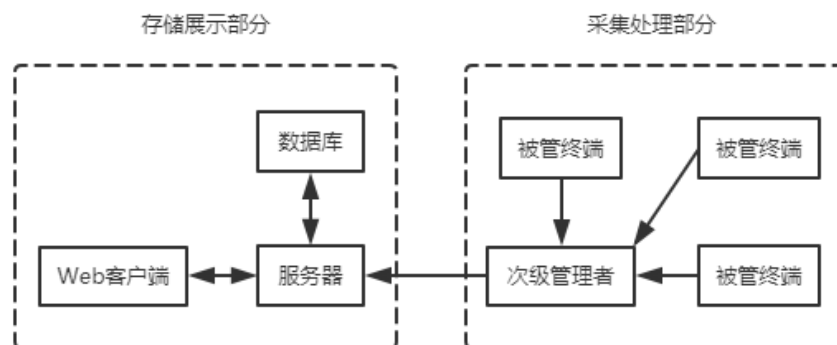 存储展示部分
采集处理部分
数据库
被管终端
被管终端
Web客户端
服务器
次级管理者
被管终端